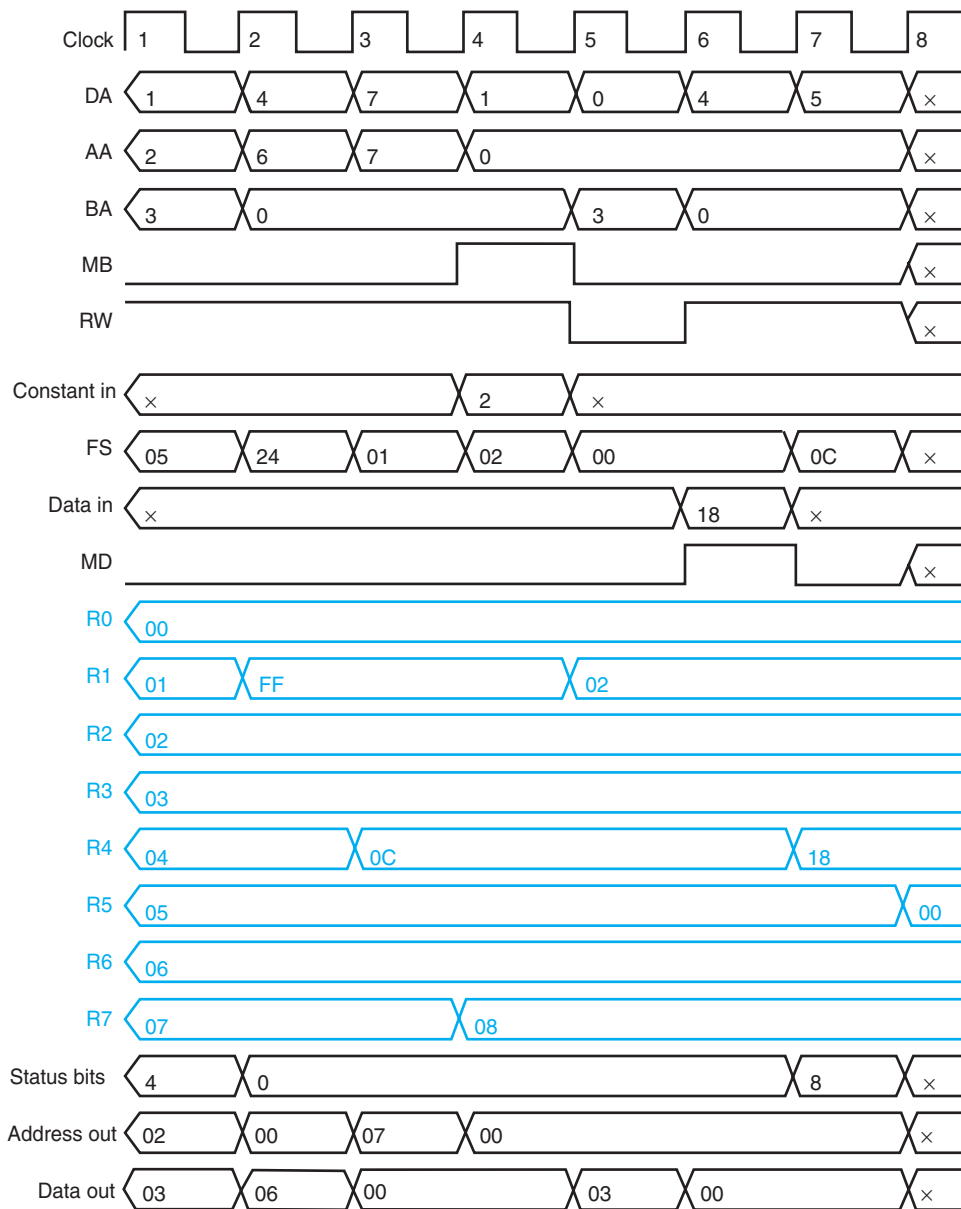 Clock 1 2 3 4 5 6 7 8
DA 1 4 7 1 0 4 5 ×
AA 2 6 7 0 ×
BA 3 0 3 0 ×
MB ×
RW ×
Constant in × 2 ×
FS 05 24 01 02 00 0C ×
Data in × 18 ×
MD ×
R0 00
R1 01 FF 02
R2 02
R3 03
R4 04 0C 18
R5 05 00
R6 06
R7 07 08
Status bits 4 0 8 ×
Address out 02 00 07 00 ×
Data out 03 06 00 03 00 ×